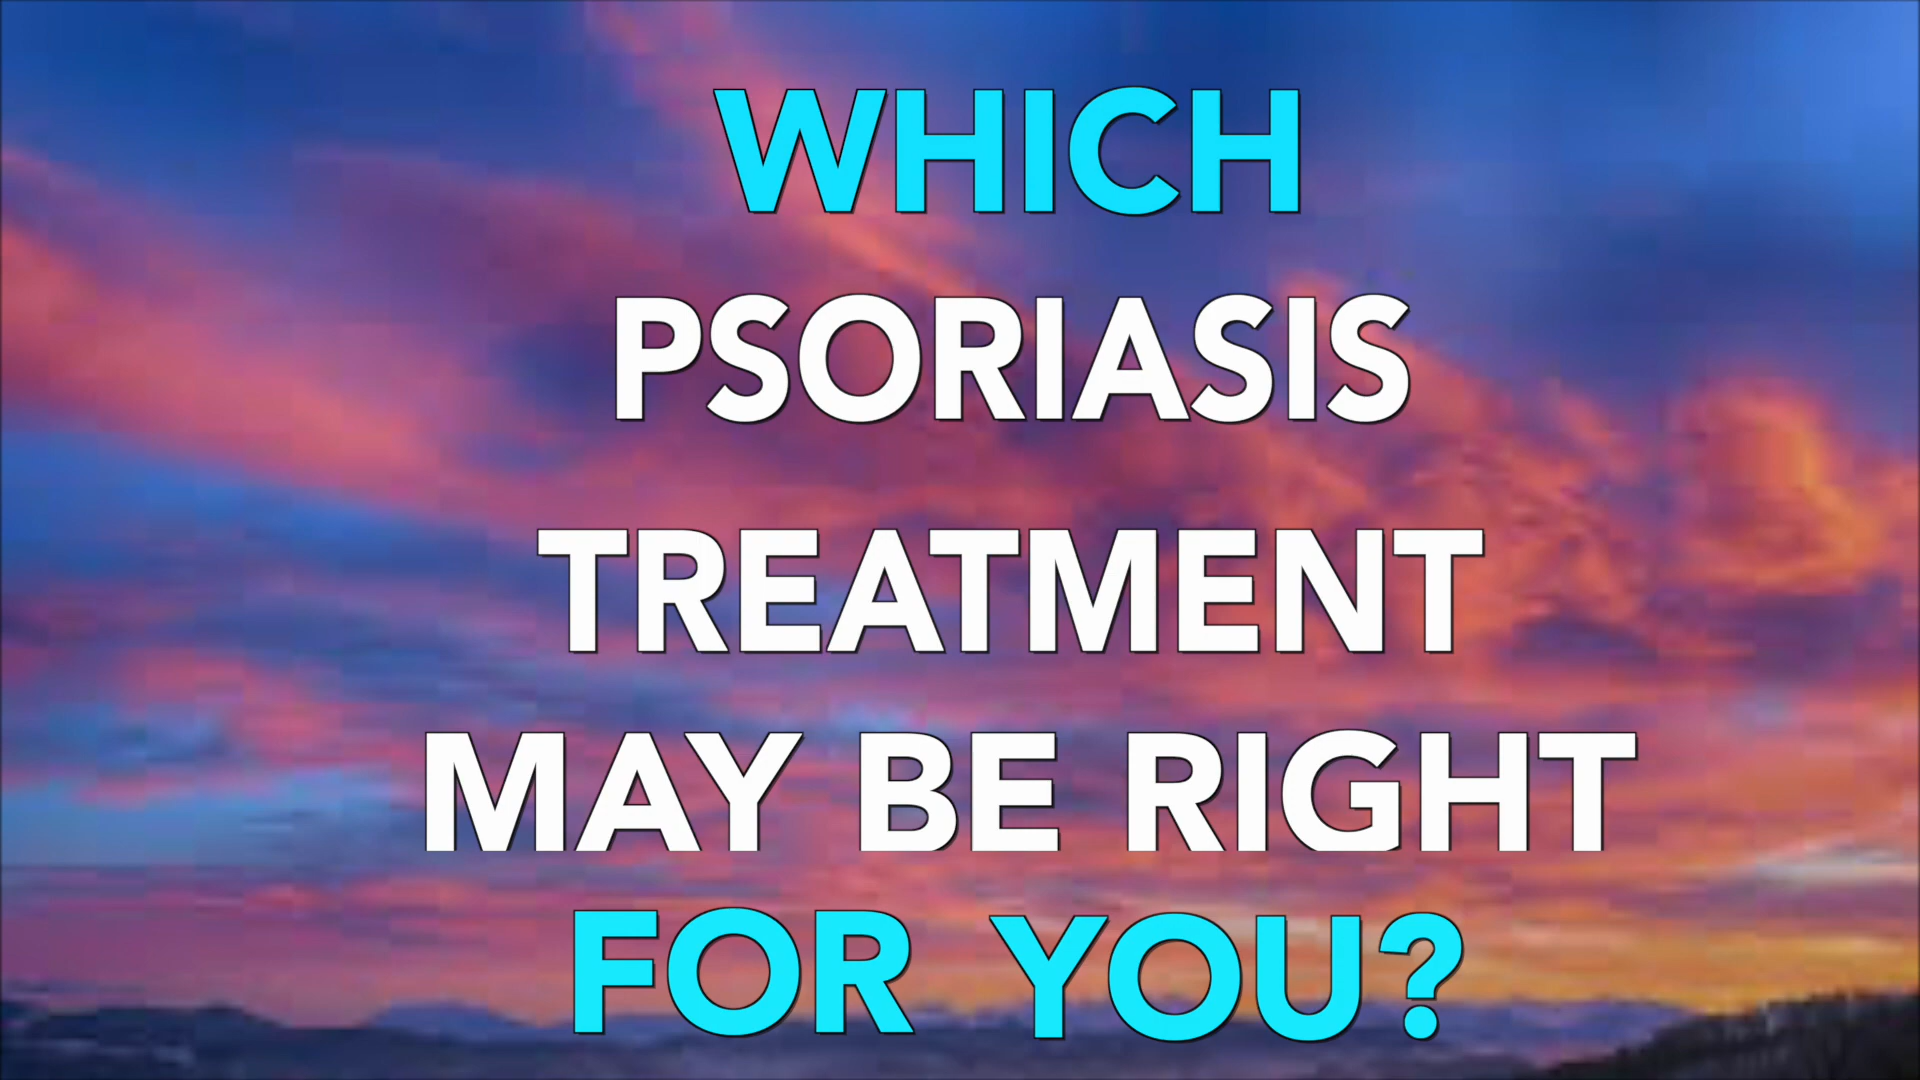 WHICH
PSORIASIS
TREATMENT
MAY BE RIGHT
FOR YOU?